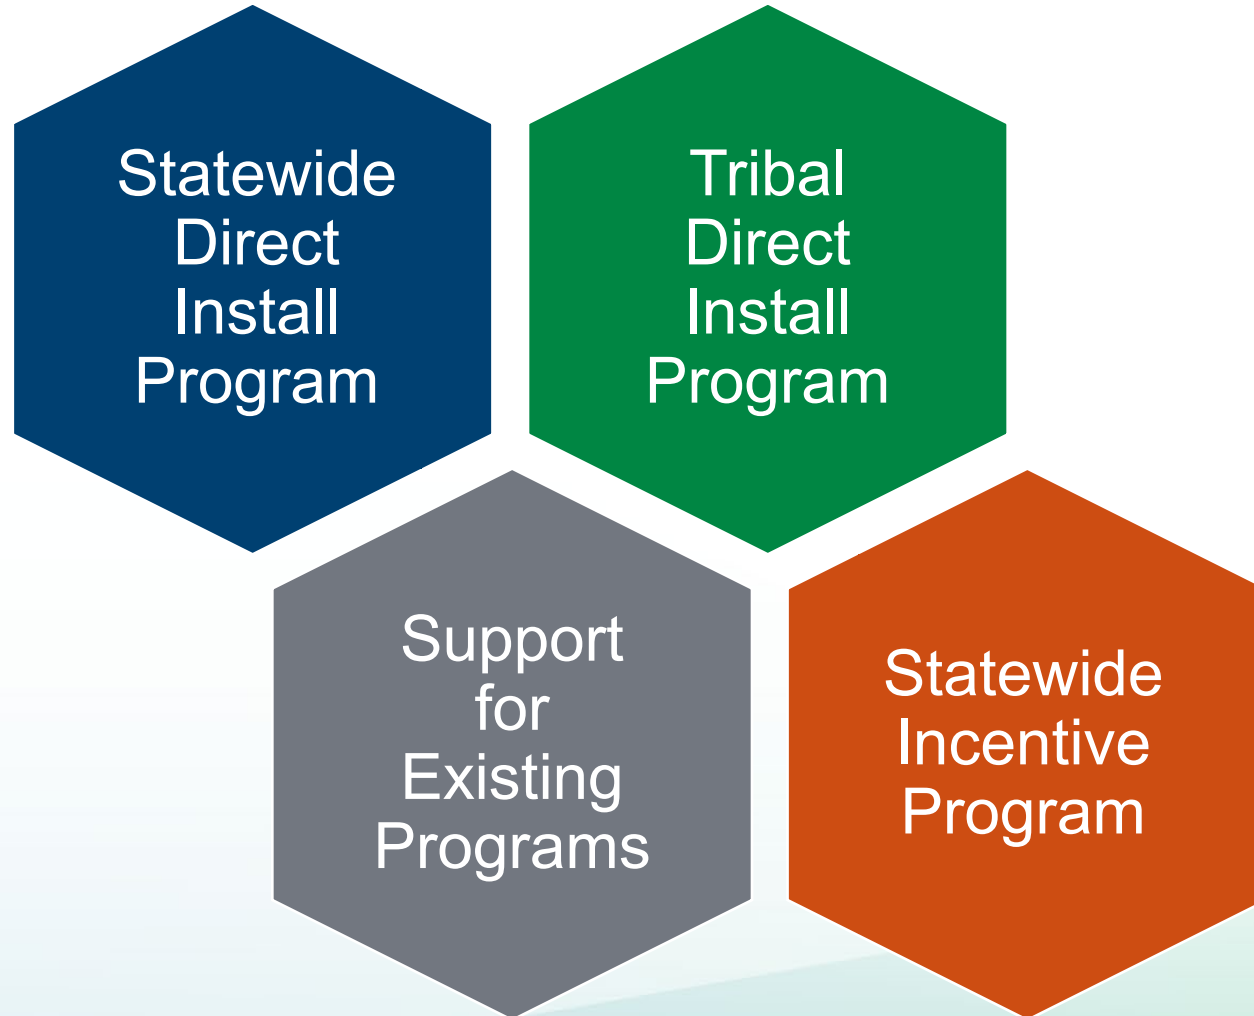 Statewide
Direct
Install
Program
Tribal
Direct
Install
Program
Support
for
Existing
Programs
Statewide
Incentive
Program